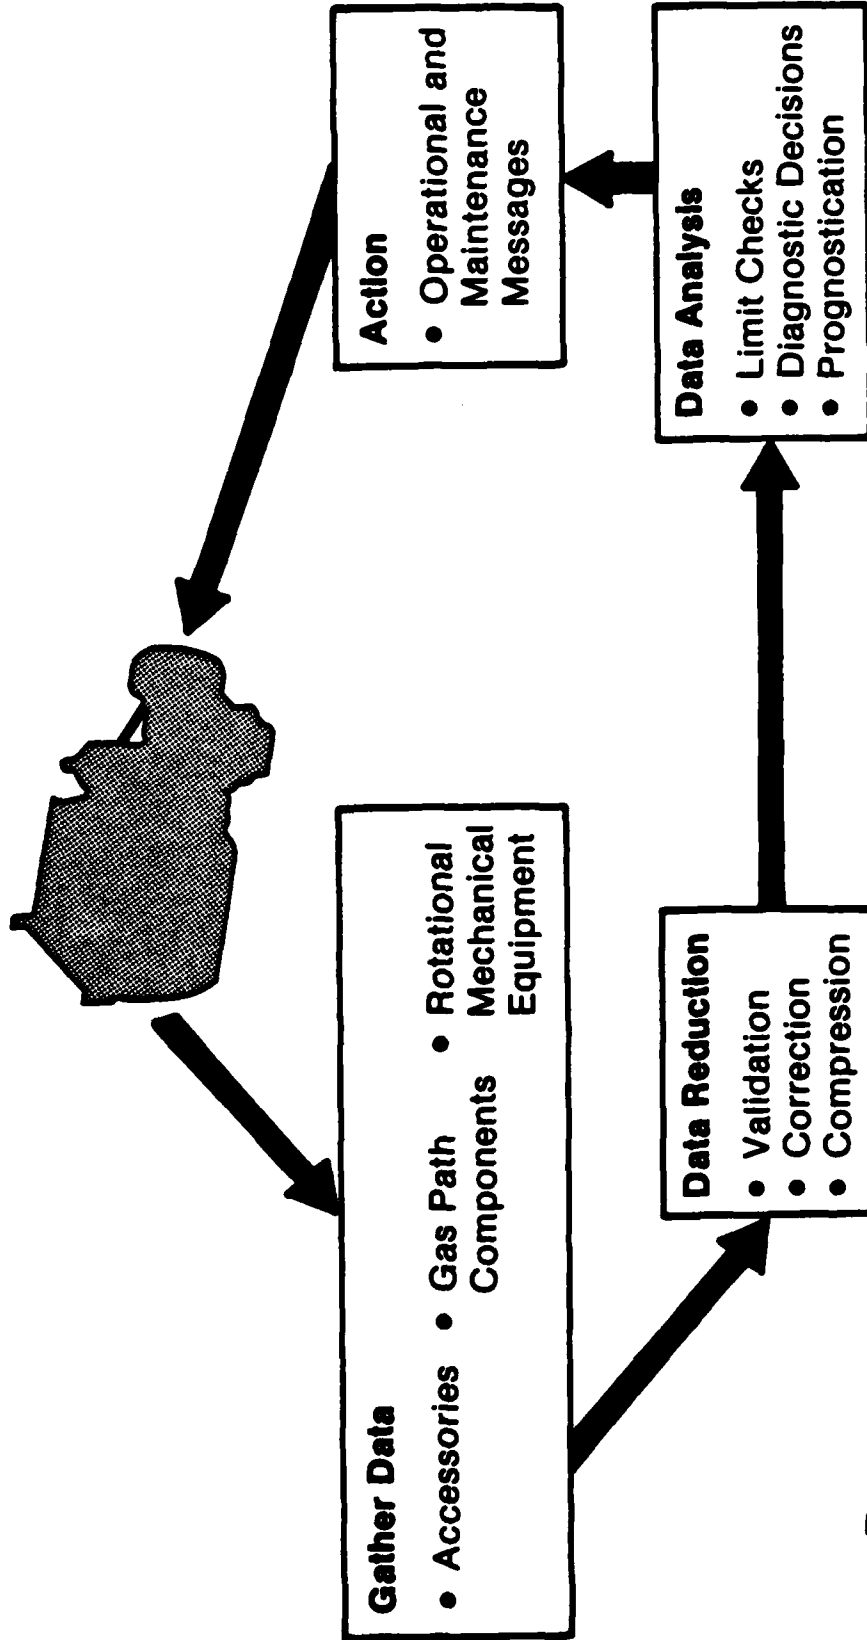 Gather Data
• Accessories
• Gas Path
Components
• Rotational
Mechanical
Equipment
Data Reduction
• Validation
• Correction
• Compression
Data Analysis
• Limit Checks
• Diagnostic Decisions
• Prognostication
Action
• Operational and
Maintenance
Messages